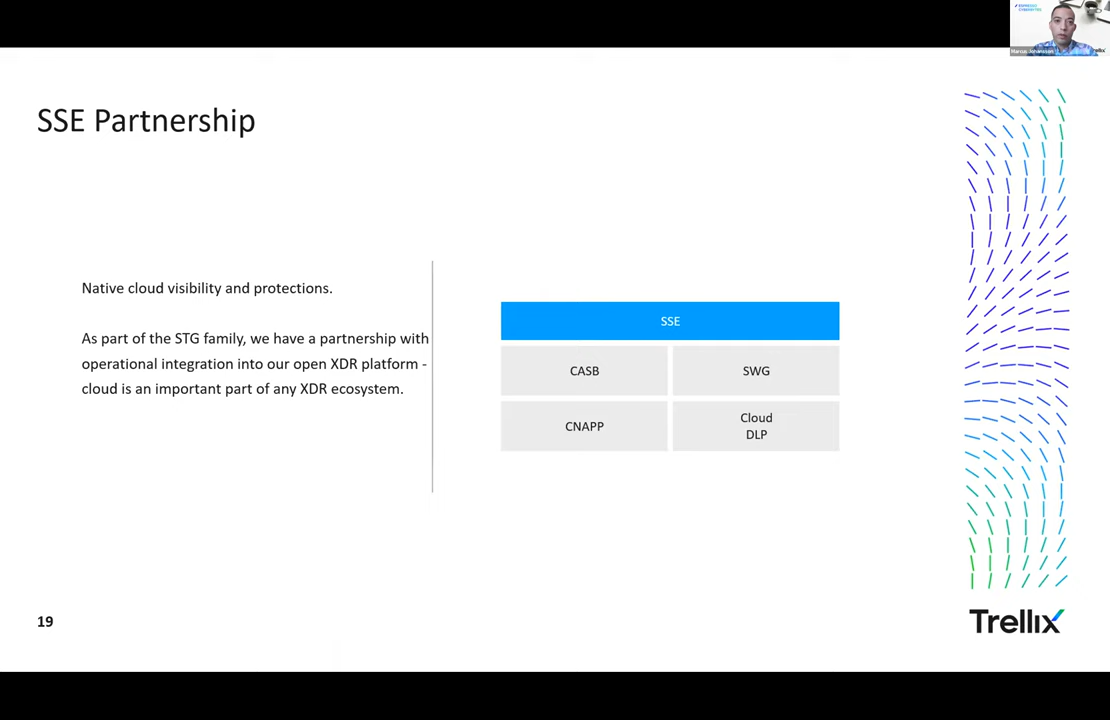 Marcus Johansson
SSE Partnership
Native cloud visibility and protections.
As part of the STG family, we have a partnership with
operational integration into our open XDR platform -
cloud is an important part of any XDR ecosystem.
SSE
CASB
SWG
CNAPP
Cloud
DLP
19
Trellix